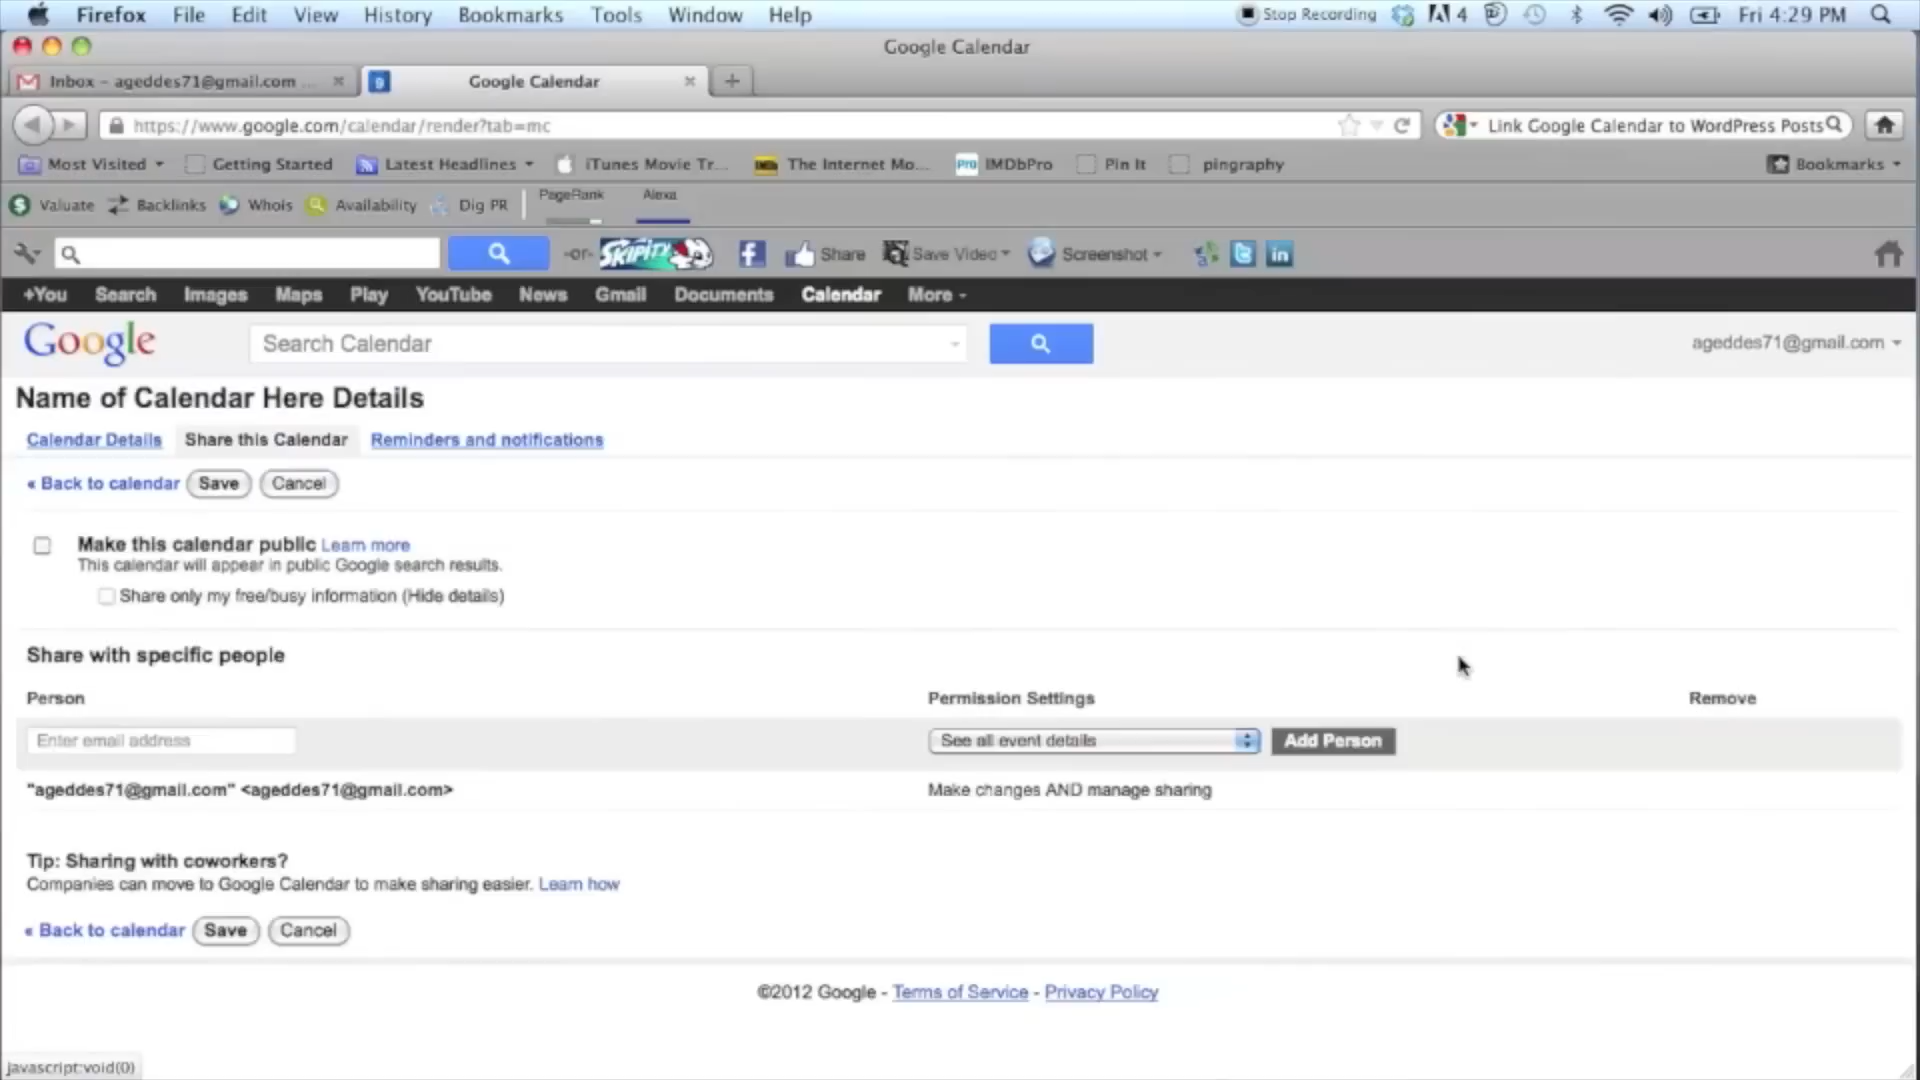 Firefox File Edit View History Bookmarks Tools Window Help Stop Recording 4 Fri 4:29 PM
Google Calendar
Inbox - ageddes71@gmail.com ... Google Calendar
https://www.google.com/calendar/render?tab=mc Link Google Calendar to WordPress Posts
Most Visited Getting Started Latest Headlines iTunes Movie Tr... The Internet Mo... Pro IMDbPro Pin It pingraphy Bookmarks
Valuate Backlinks Whois Availability Dig PR PageRank Alexa
-or- SKIPITY Share Save Video Screenshot
+You Search Images Maps Play YouTube News Gmail Documents Calendar More
Google Search Calendar ageddes71@gmail.com
Name of Calendar Here Details
Calendar Details Share this Calendar Reminders and notifications
« Back to calendar Save Cancel
Make this calendar public Learn more
This calendar will appear in public Google search results.
Share only my free/busy information (Hide details)
Share with specific people
Person Permission Settings Remove
Enter email address See all event details Add Person
"ageddes71@gmail.com" <ageddes71@gmail.com> Make changes AND manage sharing
Tip: Sharing with coworkers?
Companies can move to Google Calendar to make sharing easier. Learn how
« Back to calendar Save Cancel
©2012 Google - Terms of Service - Privacy Policy
javascript:void(0)